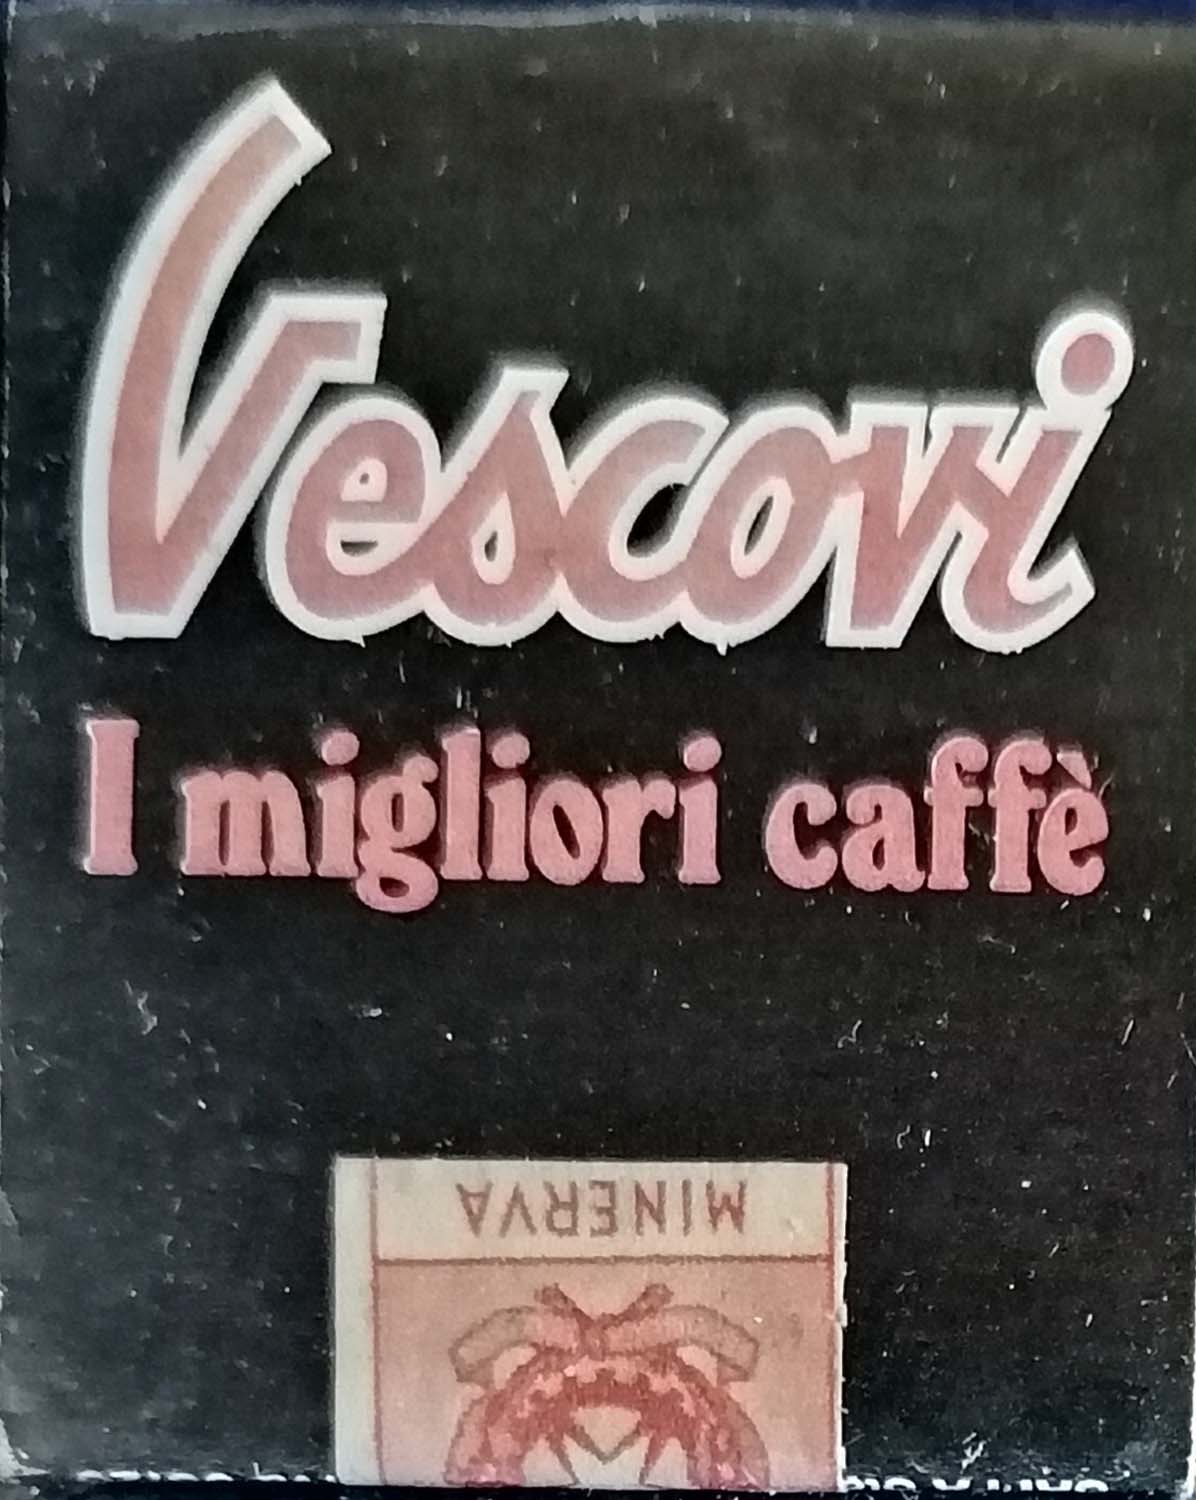 Vescovi
I migliori caffè
MINERVA